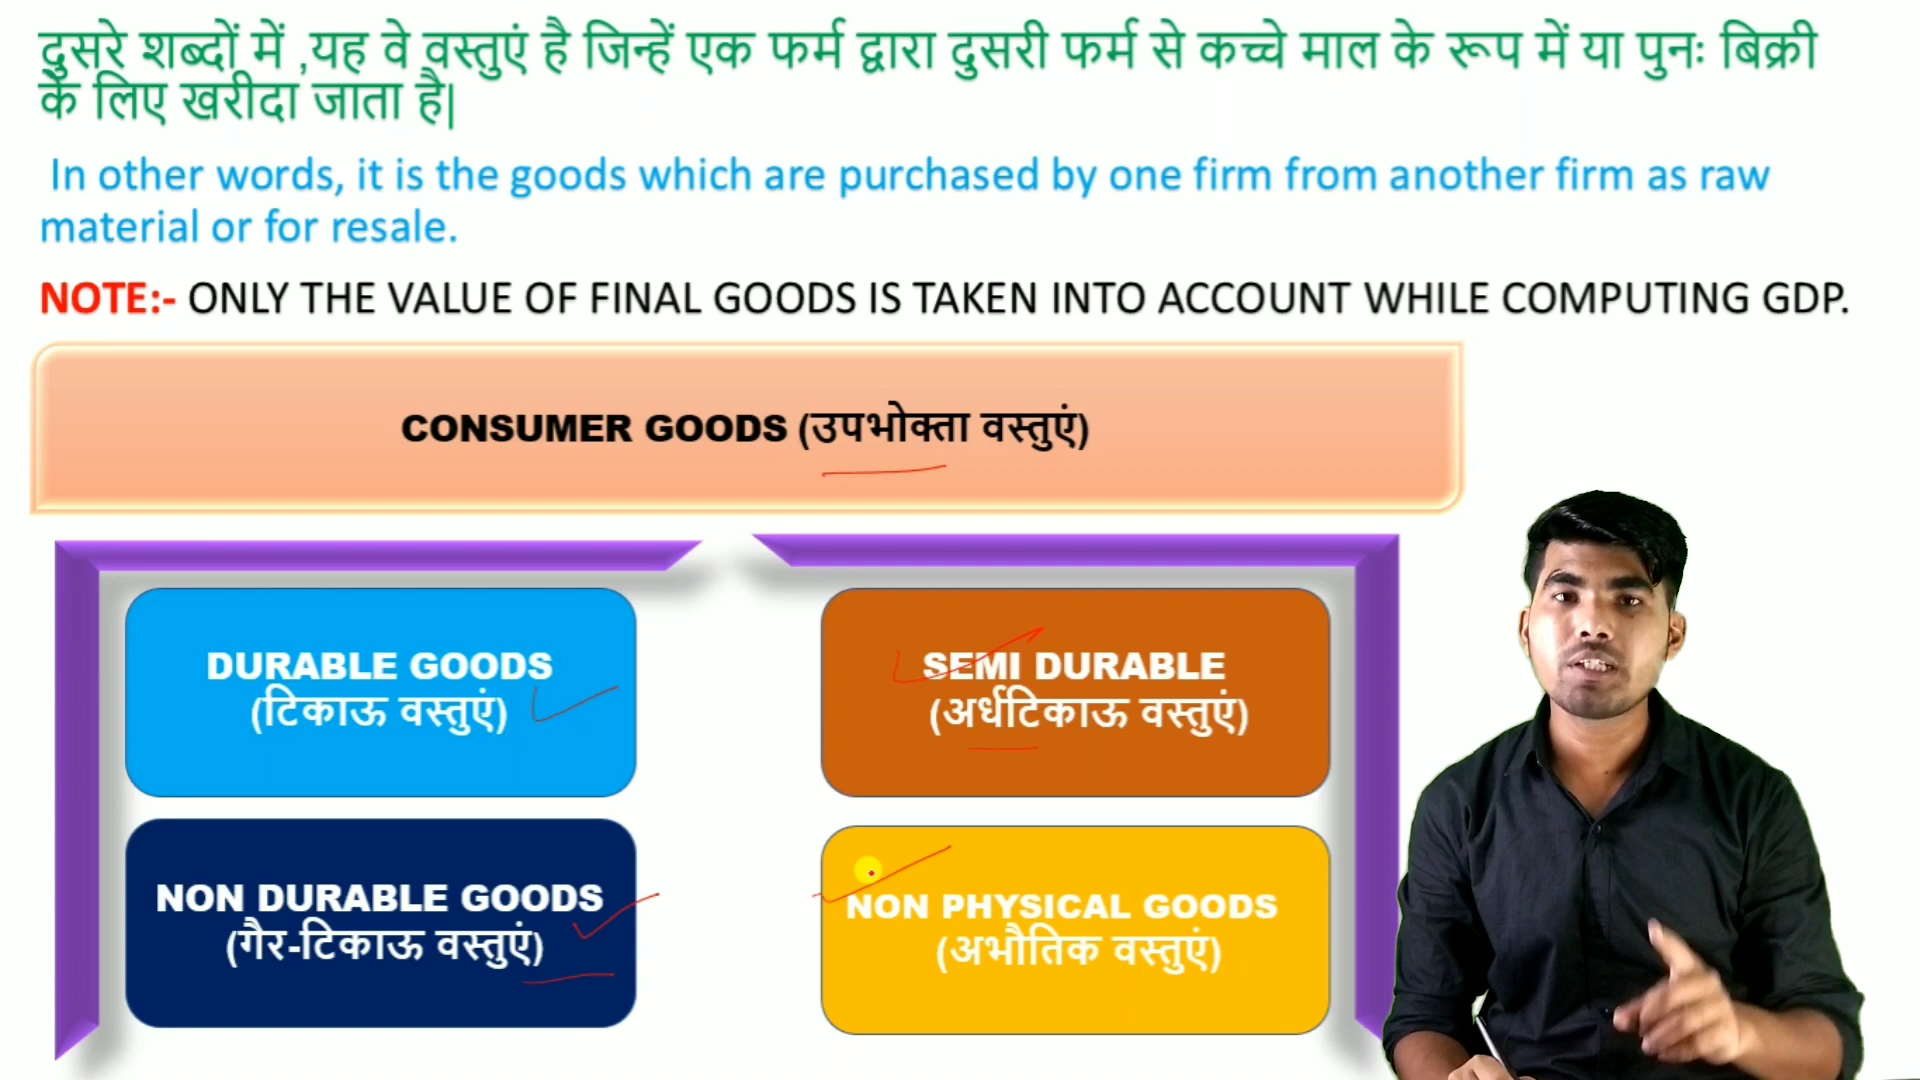 दुसरे शब्दों में ,यह वे वस्तुएं है जिन्हें एक फर्म द्वारा दुसरी फर्म से कच्चे माल के रूप में या पुनः बिक्री
के लिए खरीदा जाता है|
In other words, it is the goods which are purchased by one firm from another firm as raw
material or for resale.
NOTE:- ONLY THE VALUE OF FINAL GOODS IS TAKEN INTO ACCOUNT WHILE COMPUTING GDP.
CONSUMER GOODS (उपभोक्ता वस्तुएं)
DURABLE GOODS
(टिकाऊ वस्तुएं)
SEMI DURABLE
(अर्धटिकाऊ वस्तुएं)
NON DURABLE GOODS
(गैर-टिकाऊ वस्तुएं)
NON PHYSICAL GOODS
(अभौतिक वस्तुएं)